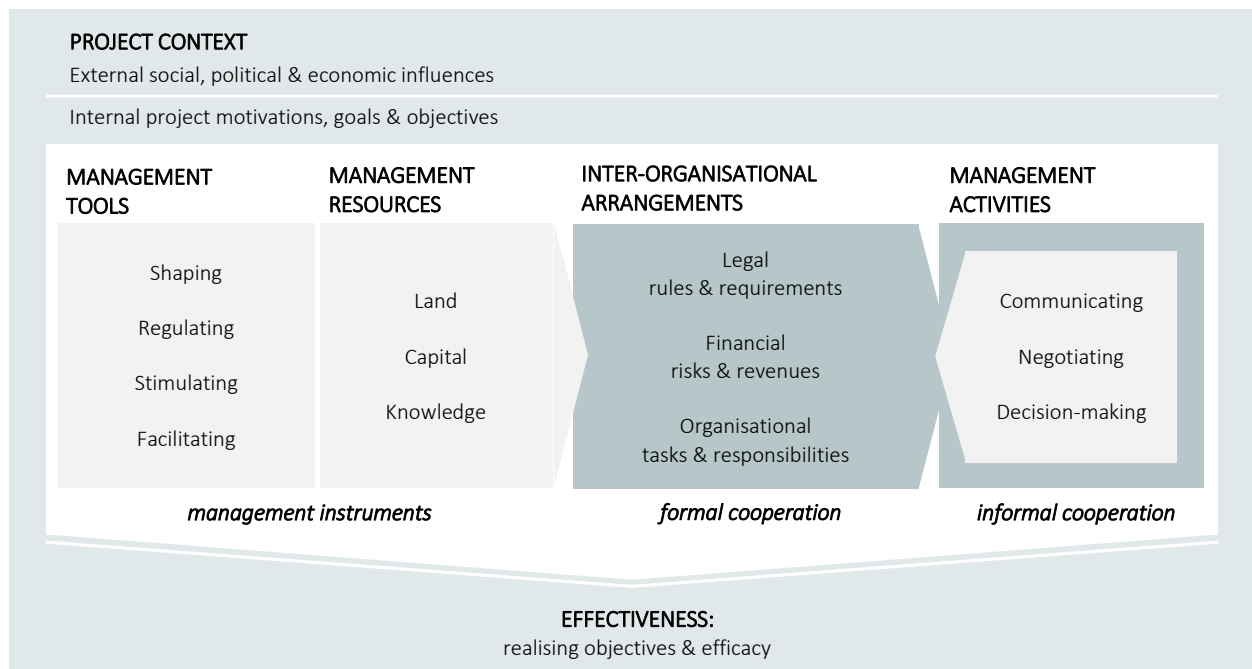 PROJECT CONTEXT
External social, political & economic influences
Internal project motivations, goals & objectives
MANAGEMENT
TOOLS
Shaping
Regulating
Stimulating
Facilitating
MANAGEMENT
RESOURCES
Land
Capital
Knowledge
management instruments
INTER-ORGANISATIONAL
ARRANGEMENTS
Legal
rules & requirements
Financial
risks & revenues
Organisational
tasks & responsibilities
formal cooperation
MANAGEMENT
ACTIVITIES
Communicating
Negotiating
Decision-making
informal cooperation
EFFECTIVENESS:
realising objectives & efficacy